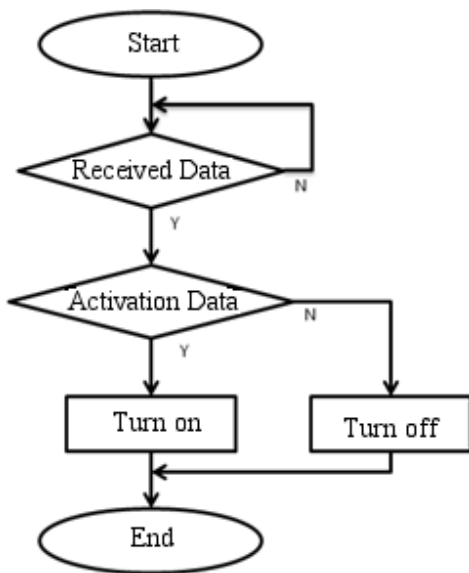 Start
Received Data
N
Y
Activation Data
N
Y
Turn on
Turn off
End